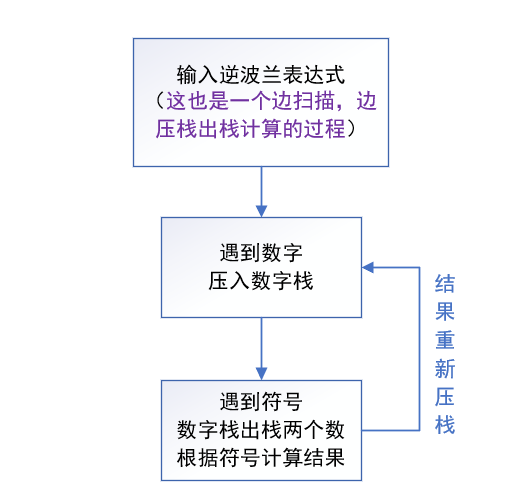 输入逆波兰表达式
（这也是一个边扫描，边
压栈出栈计算的过程）
遇到数字
压入数字栈
遇到符号
数字栈出栈两个数
根据符号计算结果
结果重新压栈